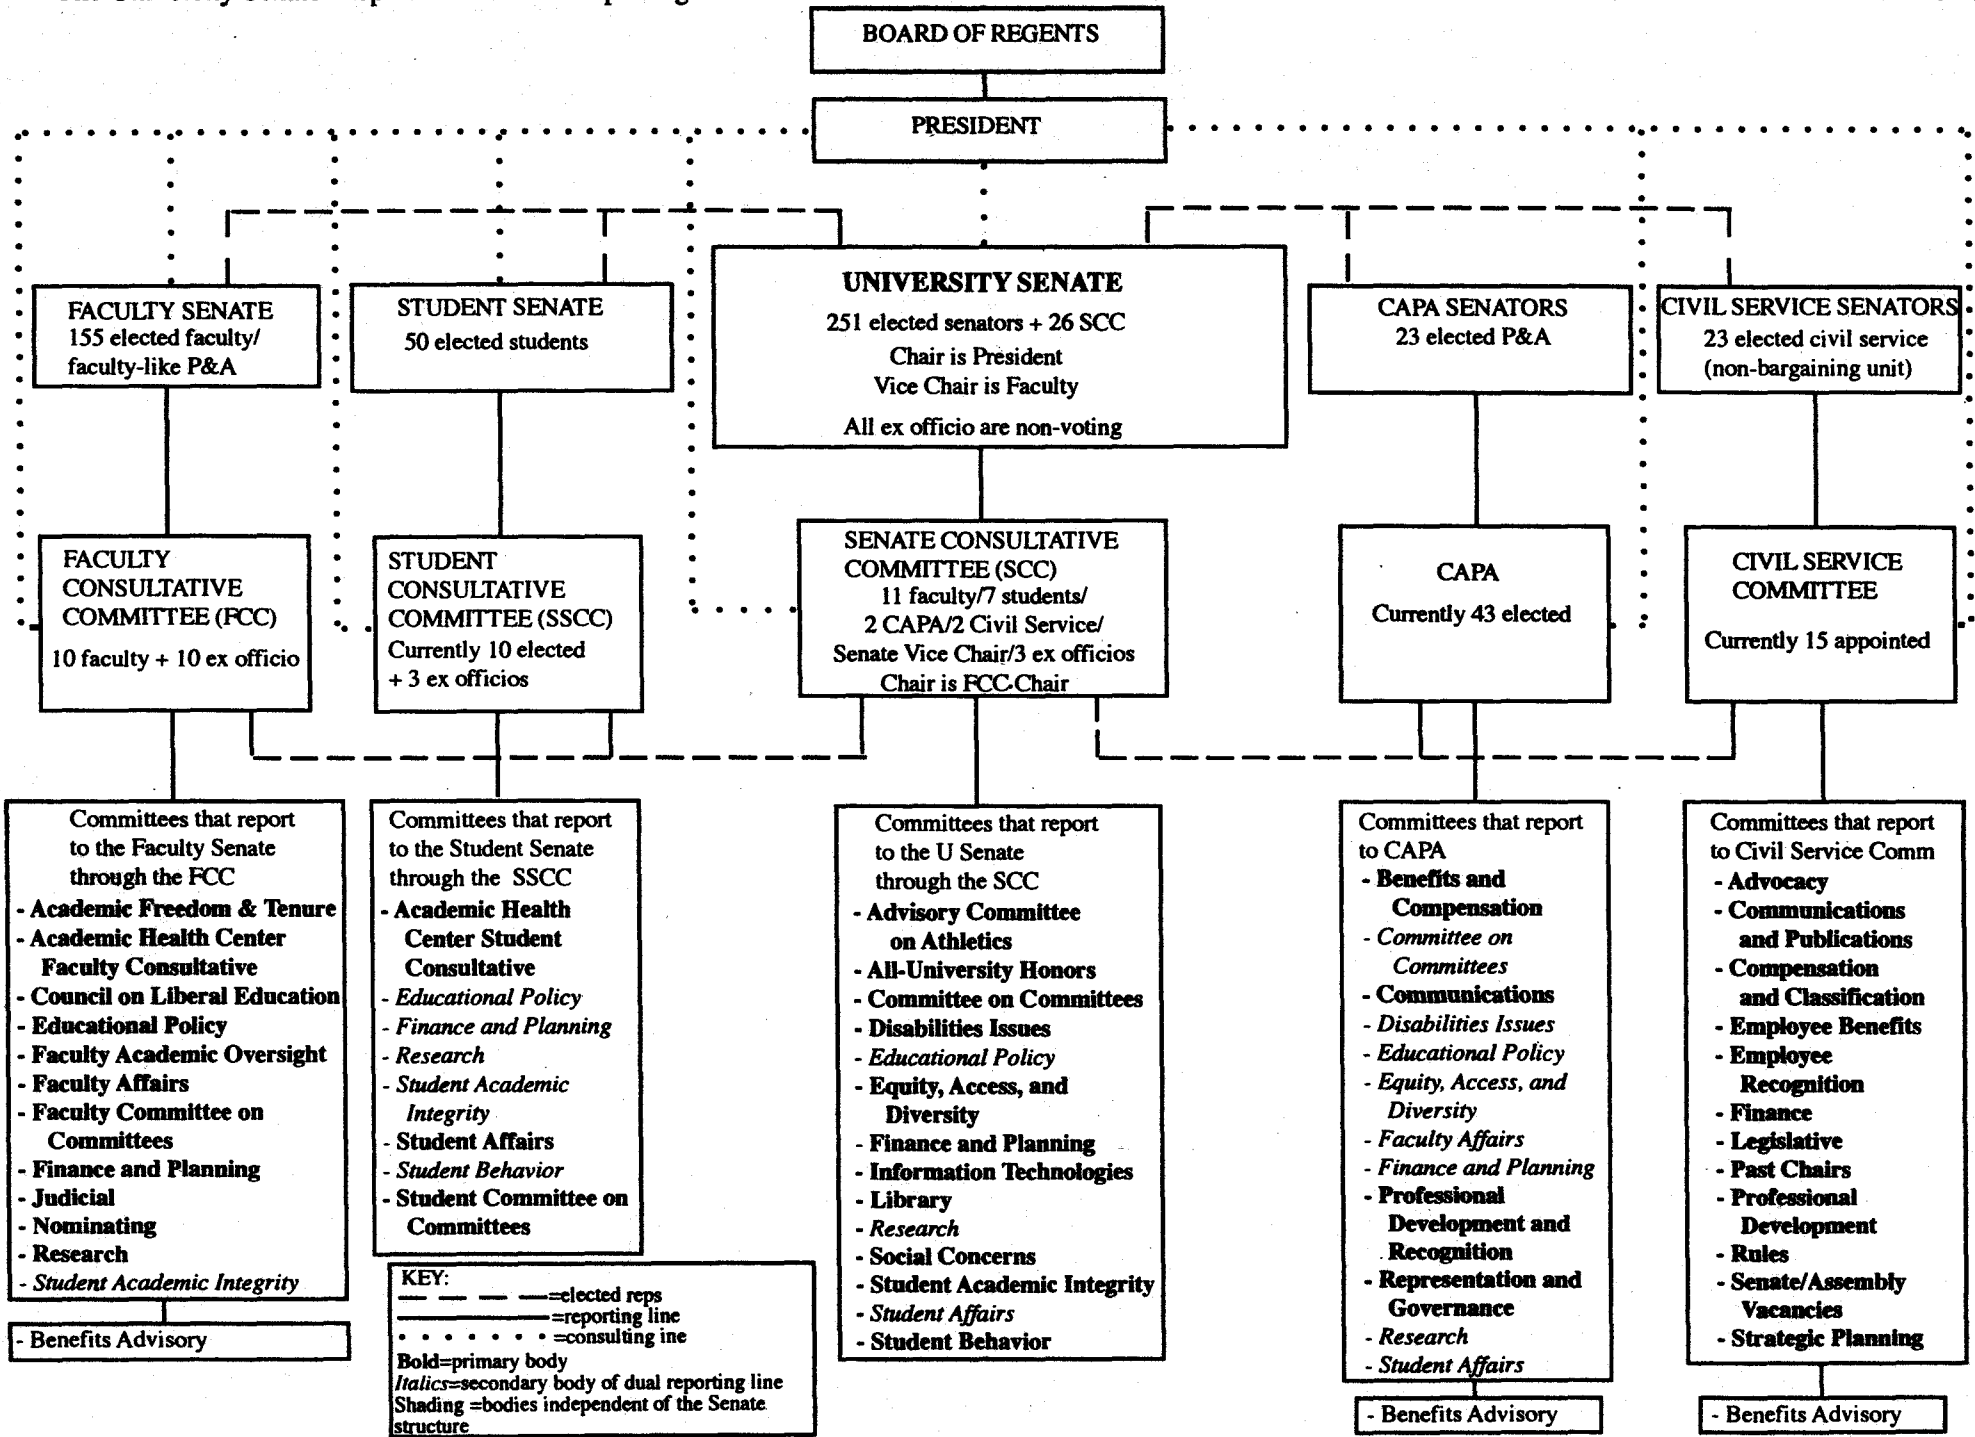 BOARD OF REGENTS
PRESIDENT
UNIVERSITY SENATE
251 elected senators + 26 SCC
Chair is President
Vice Chair is Faculty
All ex officio are non-voting
FACULTY SENATE
155 elected faculty/
faculty-like P&A
STUDENT SENATE
50 elected students
CAPA SENATORS
23 elected P&A
CIVIL SERVICE SENATORS
23 elected civil service
(non-bargaining unit)
FACULTY
CONSULTATIVE
COMMITTEE (FCC)
10 faculty + 10 ex officio
STUDENT
CONSULTATIVE
COMMITTEE (SSCC)
Currently 10 elected
+ 3 ex officios
SENATE CONSULTATIVE
COMMITTEE (SCC)
11 faculty/7 students/
2 CAPA/2 Civil Service/
Senate Vice Chair/3 ex officios
Chair is FCC Chair
CAPA
Currently 43 elected
CIVIL SERVICE
COMMITTEE
Currently 15 appointed
Committees that report
to the Faculty Senate
through the FCC
- Academic Freedom & Tenure
- Academic Health Center
Faculty Consultative
- Council on Liberal Education
- Educational Policy
- Faculty Academic Oversight
- Faculty Affairs
- Faculty Committee on
Committees
- Finance and Planning
- Judicial
- Nominating
- Research
- Student Academic Integrity
- Benefits Advisory
Committees that report
to the Student Senate
through the SSCC
- Academic Health
Center Student
Consultative
- Educational Policy
- Finance and Planning
- Research
- Student Academic
Integrity
- Student Affairs
- Student Behavior
- Student Committee on
Committees
KEY:
=elected reps
=reporting line
=consulting ine
Bold=primary body
Italics=secondary body of dual reporting line
Shading =bodies independent of the Senate
structure
Committees that report
to the U Senate
through the SCC
- Advisory Committee
on Athletics
- All-University Honors
- Committee on Committees
- Disabilities Issues
- Educational Policy
- Equity, Access, and
Diversity
- Finance and Planning
- Information Technologies
- Library
- Research
- Social Concerns
- Student Academic Integrity
- Student Affairs
- Student Behavior
Committees that report
to CAPA
- Benefits and
Compensation
- Committee on
Committees
- Communications
- Disabilities Issues
- Educational Policy
- Equity, Access, and
Diversity
- Faculty Affairs
- Finance and Planning
- Professional
Development and
Recognition
- Representation and
Governance
- Research
- Student Affairs
- Benefits Advisory
Committees that report
to Civil Service Comm
- Advocacy
- Communications
and Publications
- Compensation
and Classification
- Employee Benefits
- Employee
Recognition
- Finance
- Legislative
- Past Chairs
- Professional
Development
- Rules
- Senate/Assembly
Vacancies
- Strategic Planning
- Benefits Advisory